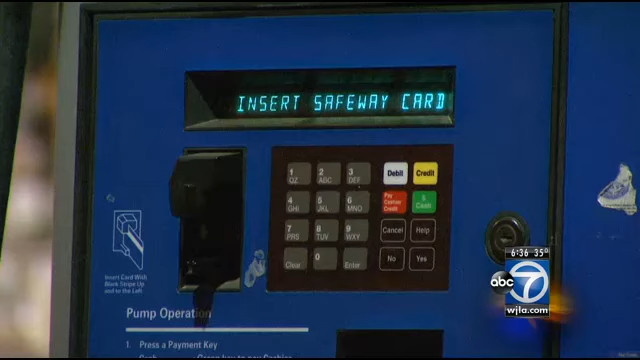 INSERT SAFEWAY CARD
1 QZ
2 ABC
3 DEF
Debit
Credit
4 GHI
5 JKL
6 MNO
Pay Cashier Credit
$ Cash
7 PRS
8 TUV
9 WXY
Cancel
Help
Clear
0
Enter
No
Yes
Insert Card With
Black Stripe Up
and to the Left
6:36 35°
abc 7
wjla.com
Pump Operation
1. Press a Payment Key
Cash